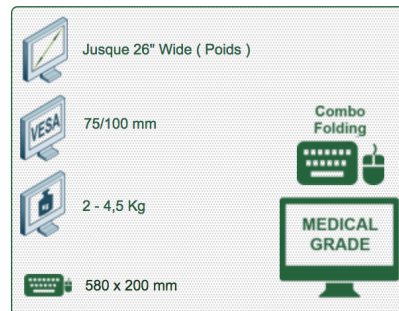 Jusque 26" Wide ( Poids )
VESA
75/100 mm
2 - 4,5 Kg
580 x 200 mm
Combo
Folding
MEDICAL
GRADE